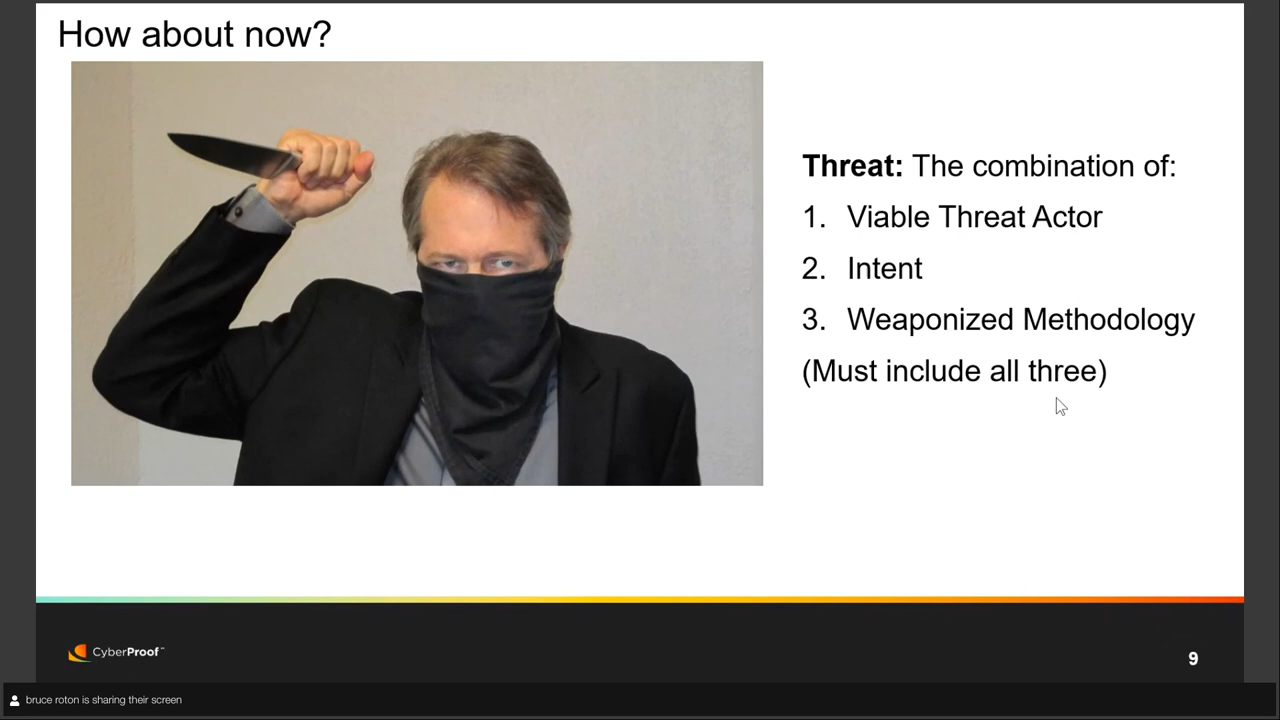 How about now?
Threat: The combination of:
1. Viable Threat Actor
2. Intent
3. Weaponized Methodology
(Must include all three)
CyberProof™
9
bruce roton is sharing their screen